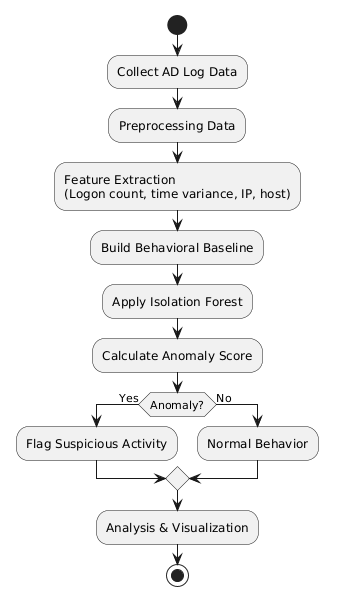 Collect AD Log Data
Preprocessing Data
Feature Extraction
(Logon count, time variance, IP, host)
Build Behavioral Baseline
Apply Isolation Forest
Calculate Anomaly Score
Yes
Anomaly?
No
Flag Suspicious Activity
Normal Behavior
Analysis & Visualization